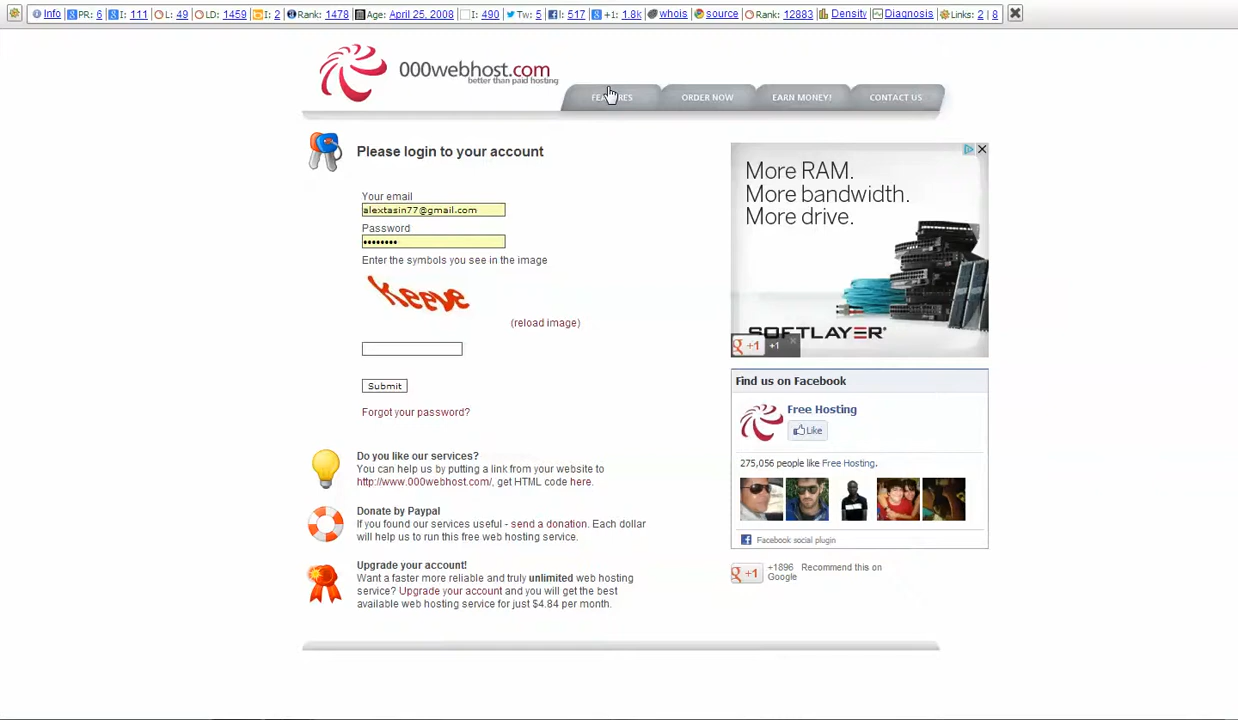 Info PR: 6 I: 111 L: 49 LD: 1459 I: 2 Rank: 1478 Age: April 25, 2008 I: 490 Tw: 5 I: 517 +1: 1.8k whois source Rank: 12883 Density Diagnosis Links: 2 | 8
000webhost.com
better than paid hosting
FEATURES ORDER NOW EARN MONEY! CONTACT US
Please login to your account
Your email
alextasin77@gmail.com
Password
••••••••
Enter the symbols you see in the image
Keeve
(reload image)
Submit
Forgot your password?
Do you like our services?
You can help us by putting a link from your website to
http://www.000webhost.com/, get HTML code here.
Donate by Paypal
If you found our services useful - send a donation. Each dollar
will help us to run this free web hosting service.
Upgrade your account!
Want a faster more reliable and truly unlimited web hosting
service? Upgrade your account and you will get the best
available web hosting service for just $4.84 per month.
More RAM.
More bandwidth.
More drive.
SOFTLAYER®
g +1 +1
Find us on Facebook
Free Hosting
Like
275,056 people like Free Hosting.
Facebook social plugin
g +1 +1896 Recommend this on
Google